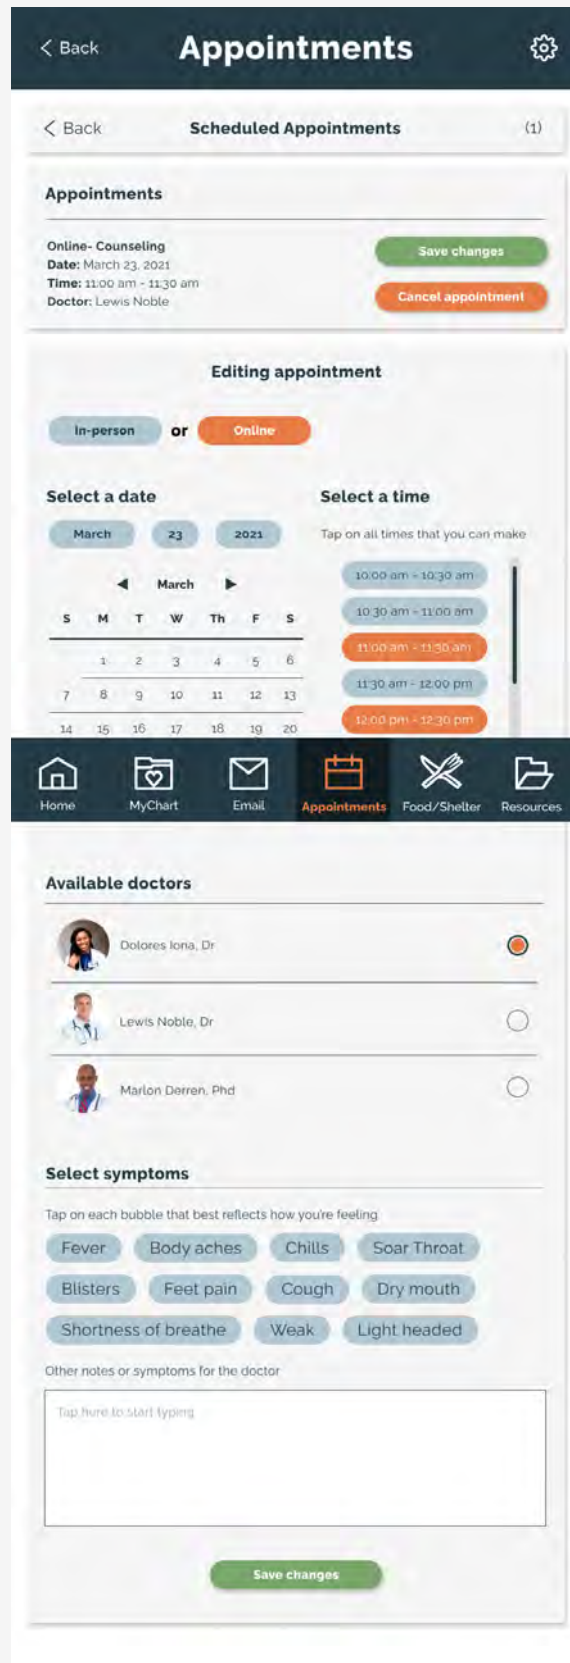 Back
Appointments
Back
Scheduled Appointments
(1)
Appointments
Online- Counseling
Date: March 23, 2021
Time: 11:00 am - 11:30 am
Doctor: Lewis Noble
Save changes
Cancel appointment
Editing appointment
In-person or Online
Select a date
March 23 2021
March
S M T W Th F S
1 2 3 4 5 6
7 8 9 10 11 12 13
14 15 16 17 18 19 20
Select a time
Tap on all times that you can make
10:00 am - 10:30 am
10:30 am - 11:00 am
11:00 am - 11:30 am
11:30 am - 12:00 pm
12:00 pm - 12:30 pm
Home MyChart Email Appointments Food/Shelter Resources
Available doctors
Dolores Iona, Dr
Lewis Noble, Dr
Marlon Derren, Phd
Select symptoms
Tap on each bubble that best reflects how you're feeling
Fever Body aches Chills Soar Throat
Blisters Feet pain Cough Dry mouth
Shortness of breathe Weak Light headed
Other notes or symptoms for the doctor
Tap here to start typing
Save changes